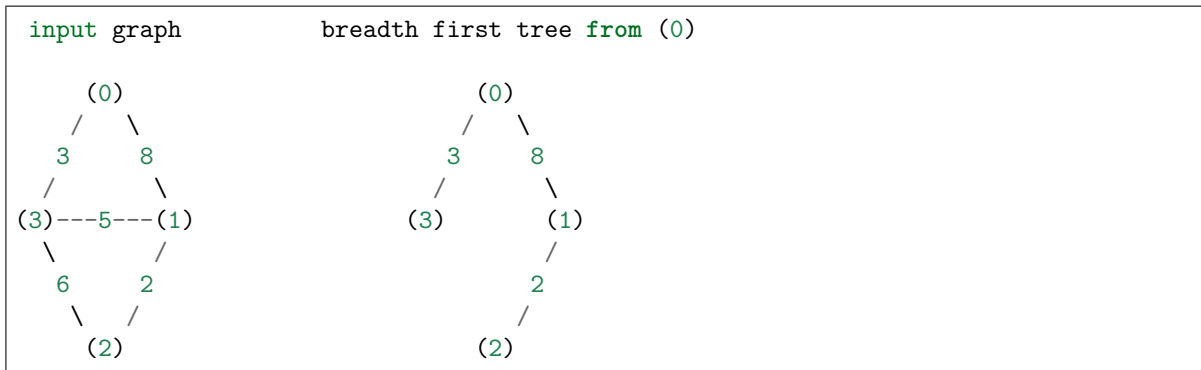 input graph             breadth first tree from (0)
     (0)                         (0)
    /   \                       /   \
   3     8                     3     8
  /       \                   /       \
(3)---5---(1)               (3)       (1)
  \       /                           /
   6     2                           2
    \   /                           /
     (2)                         (2)